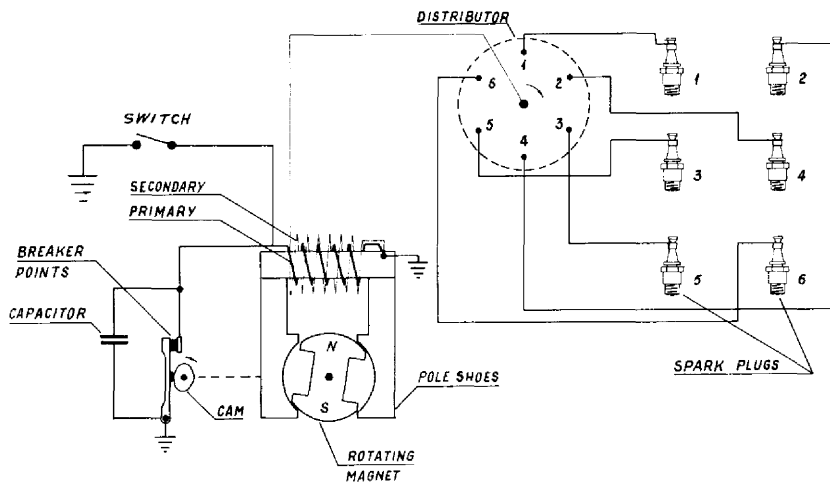 DISTRIBUTOR
1
2
3
4
5
6
1
2
3
4
5
6
SPARK PLUGS
SWITCH
SECONDARY
PRIMARY
BREAKER
POINTS
CAPACITOR
CAM
N
S
POLE SHOES
ROTATING
MAGNET